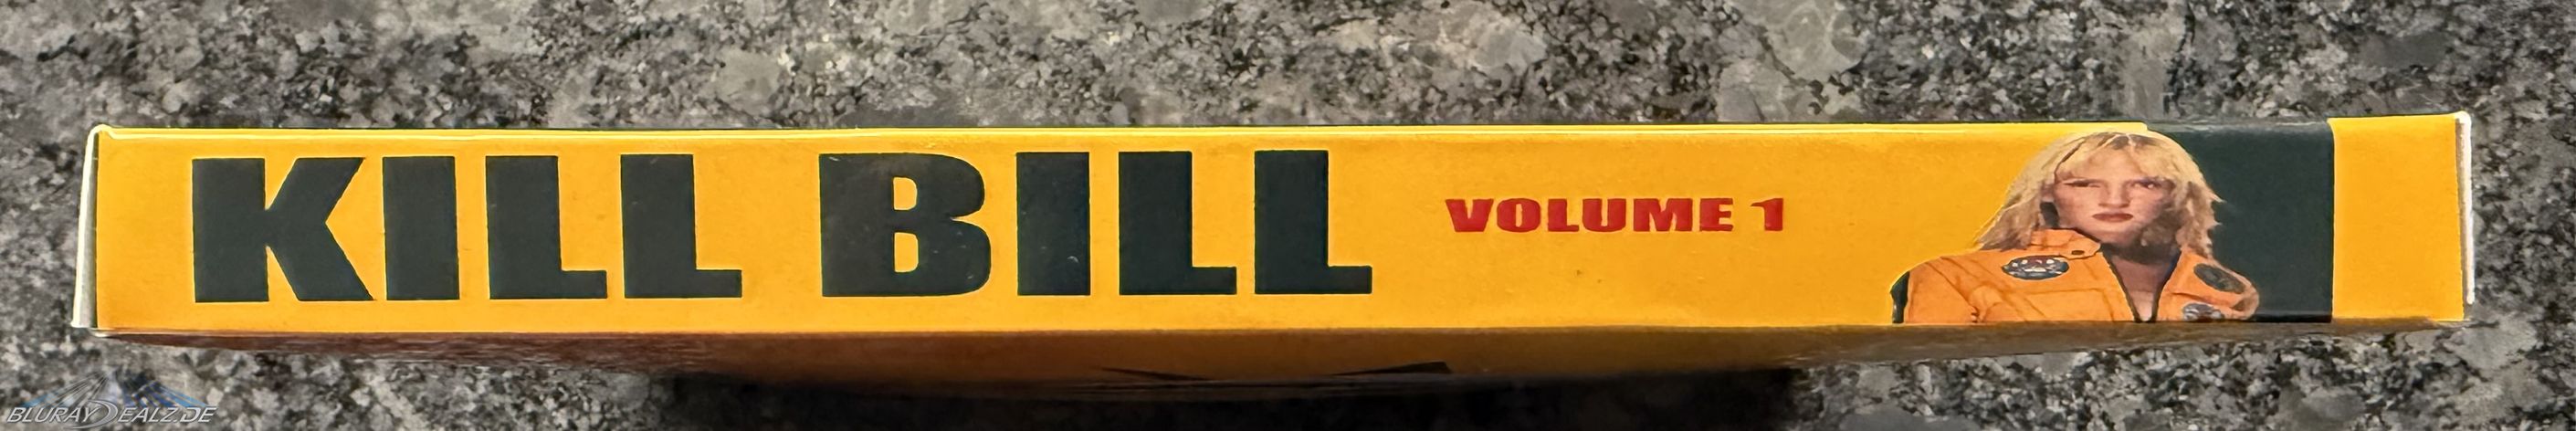 KILL BILL VOLUME 1
BLURAYDEALZ.DE